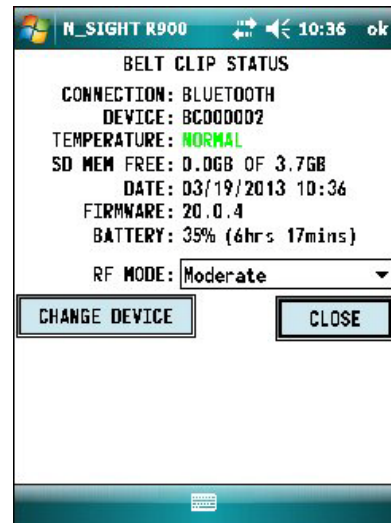 N_SIGHT R900 10:36 ok
BELT CLIP STATUS
CONNECTION: BLUETOOTH
DEVICE: BC000002
TEMPERATURE: NORMAL
SD MEM FREE: 0.0GB OF 3.7GB
DATE: 03/19/2013 10:36
FIRMWARE: 20.0.4
BATTERY: 35% (6hrs 17mins)
RF MODE: Moderate
CHANGE DEVICE CLOSE